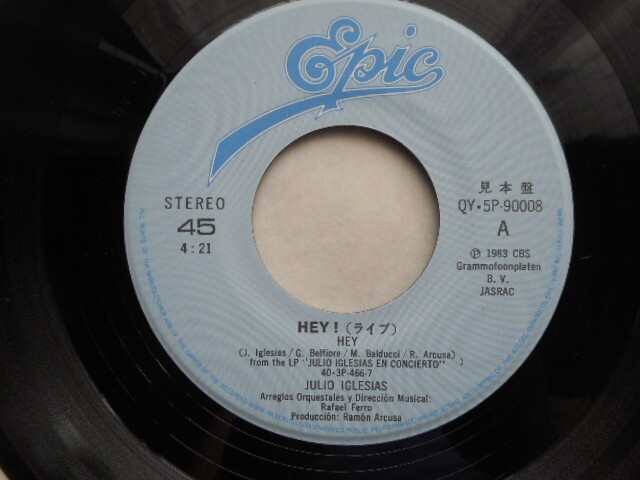 Epic
STEREO
45
4:21
見本盤
QY・5P-90008
A
Ⓟ 1983 CBS
Grammofoonplaten
B. V.
JASRAC
HEY!(ライブ)
HEY
(J. Iglesias/G. Belfiore/M. Balducci/R. Arcusa)
from the LP "JULIO IGLESIAS EN CONCIERTO"
40・3P-466-7
JULIO IGLESIAS
Arreglos Orquestales y Dirección Musical:
Rafael Ferro
Producción: Ramón Arcusa